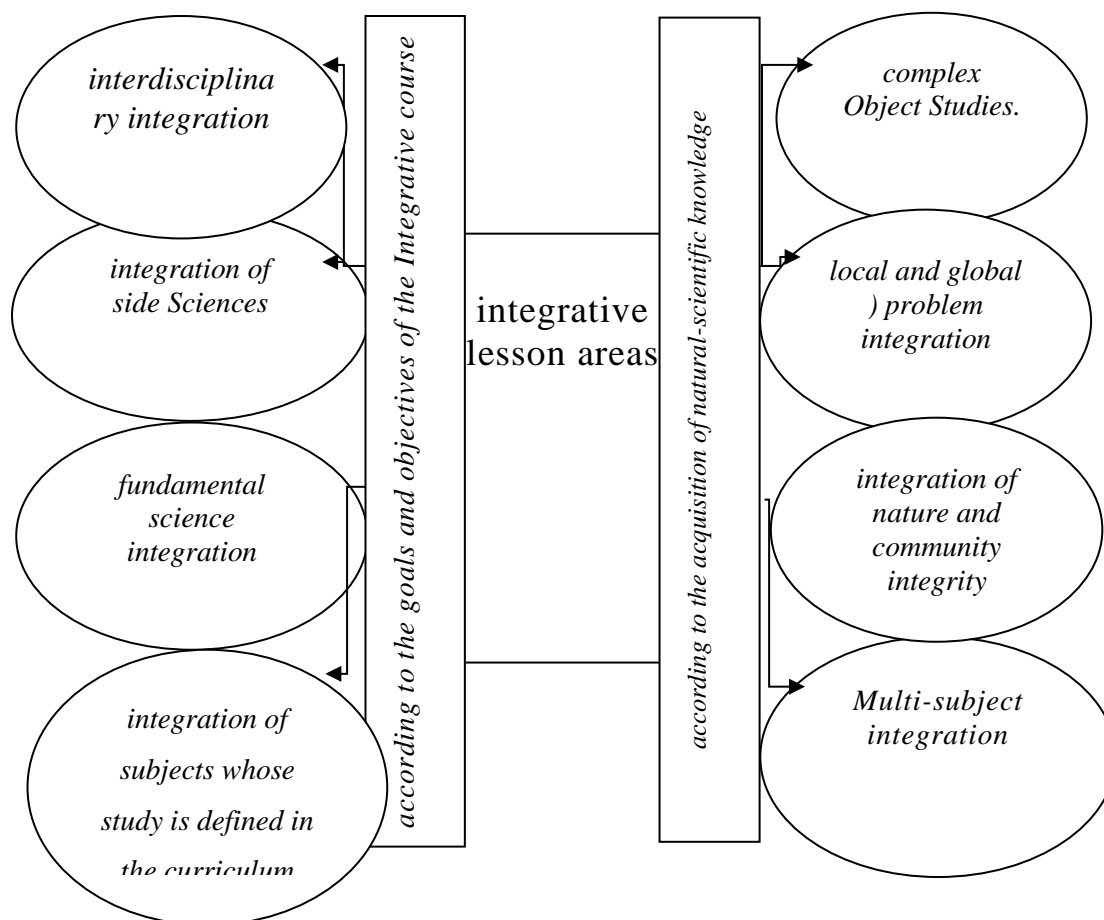 interdisciplina
ry integration
integration of
side Sciences
fundamental
science
integration
integration of
subjects whose
study is defined in
the curriculum
according to the goals and objectives of the Integrative course
integrative
lesson areas
according to the acquisition of natural-scientific knowledge
complex
Object Studies.
local and global
) problem
integration
integration of
nature and
community
integrity
Multi-subject
integration